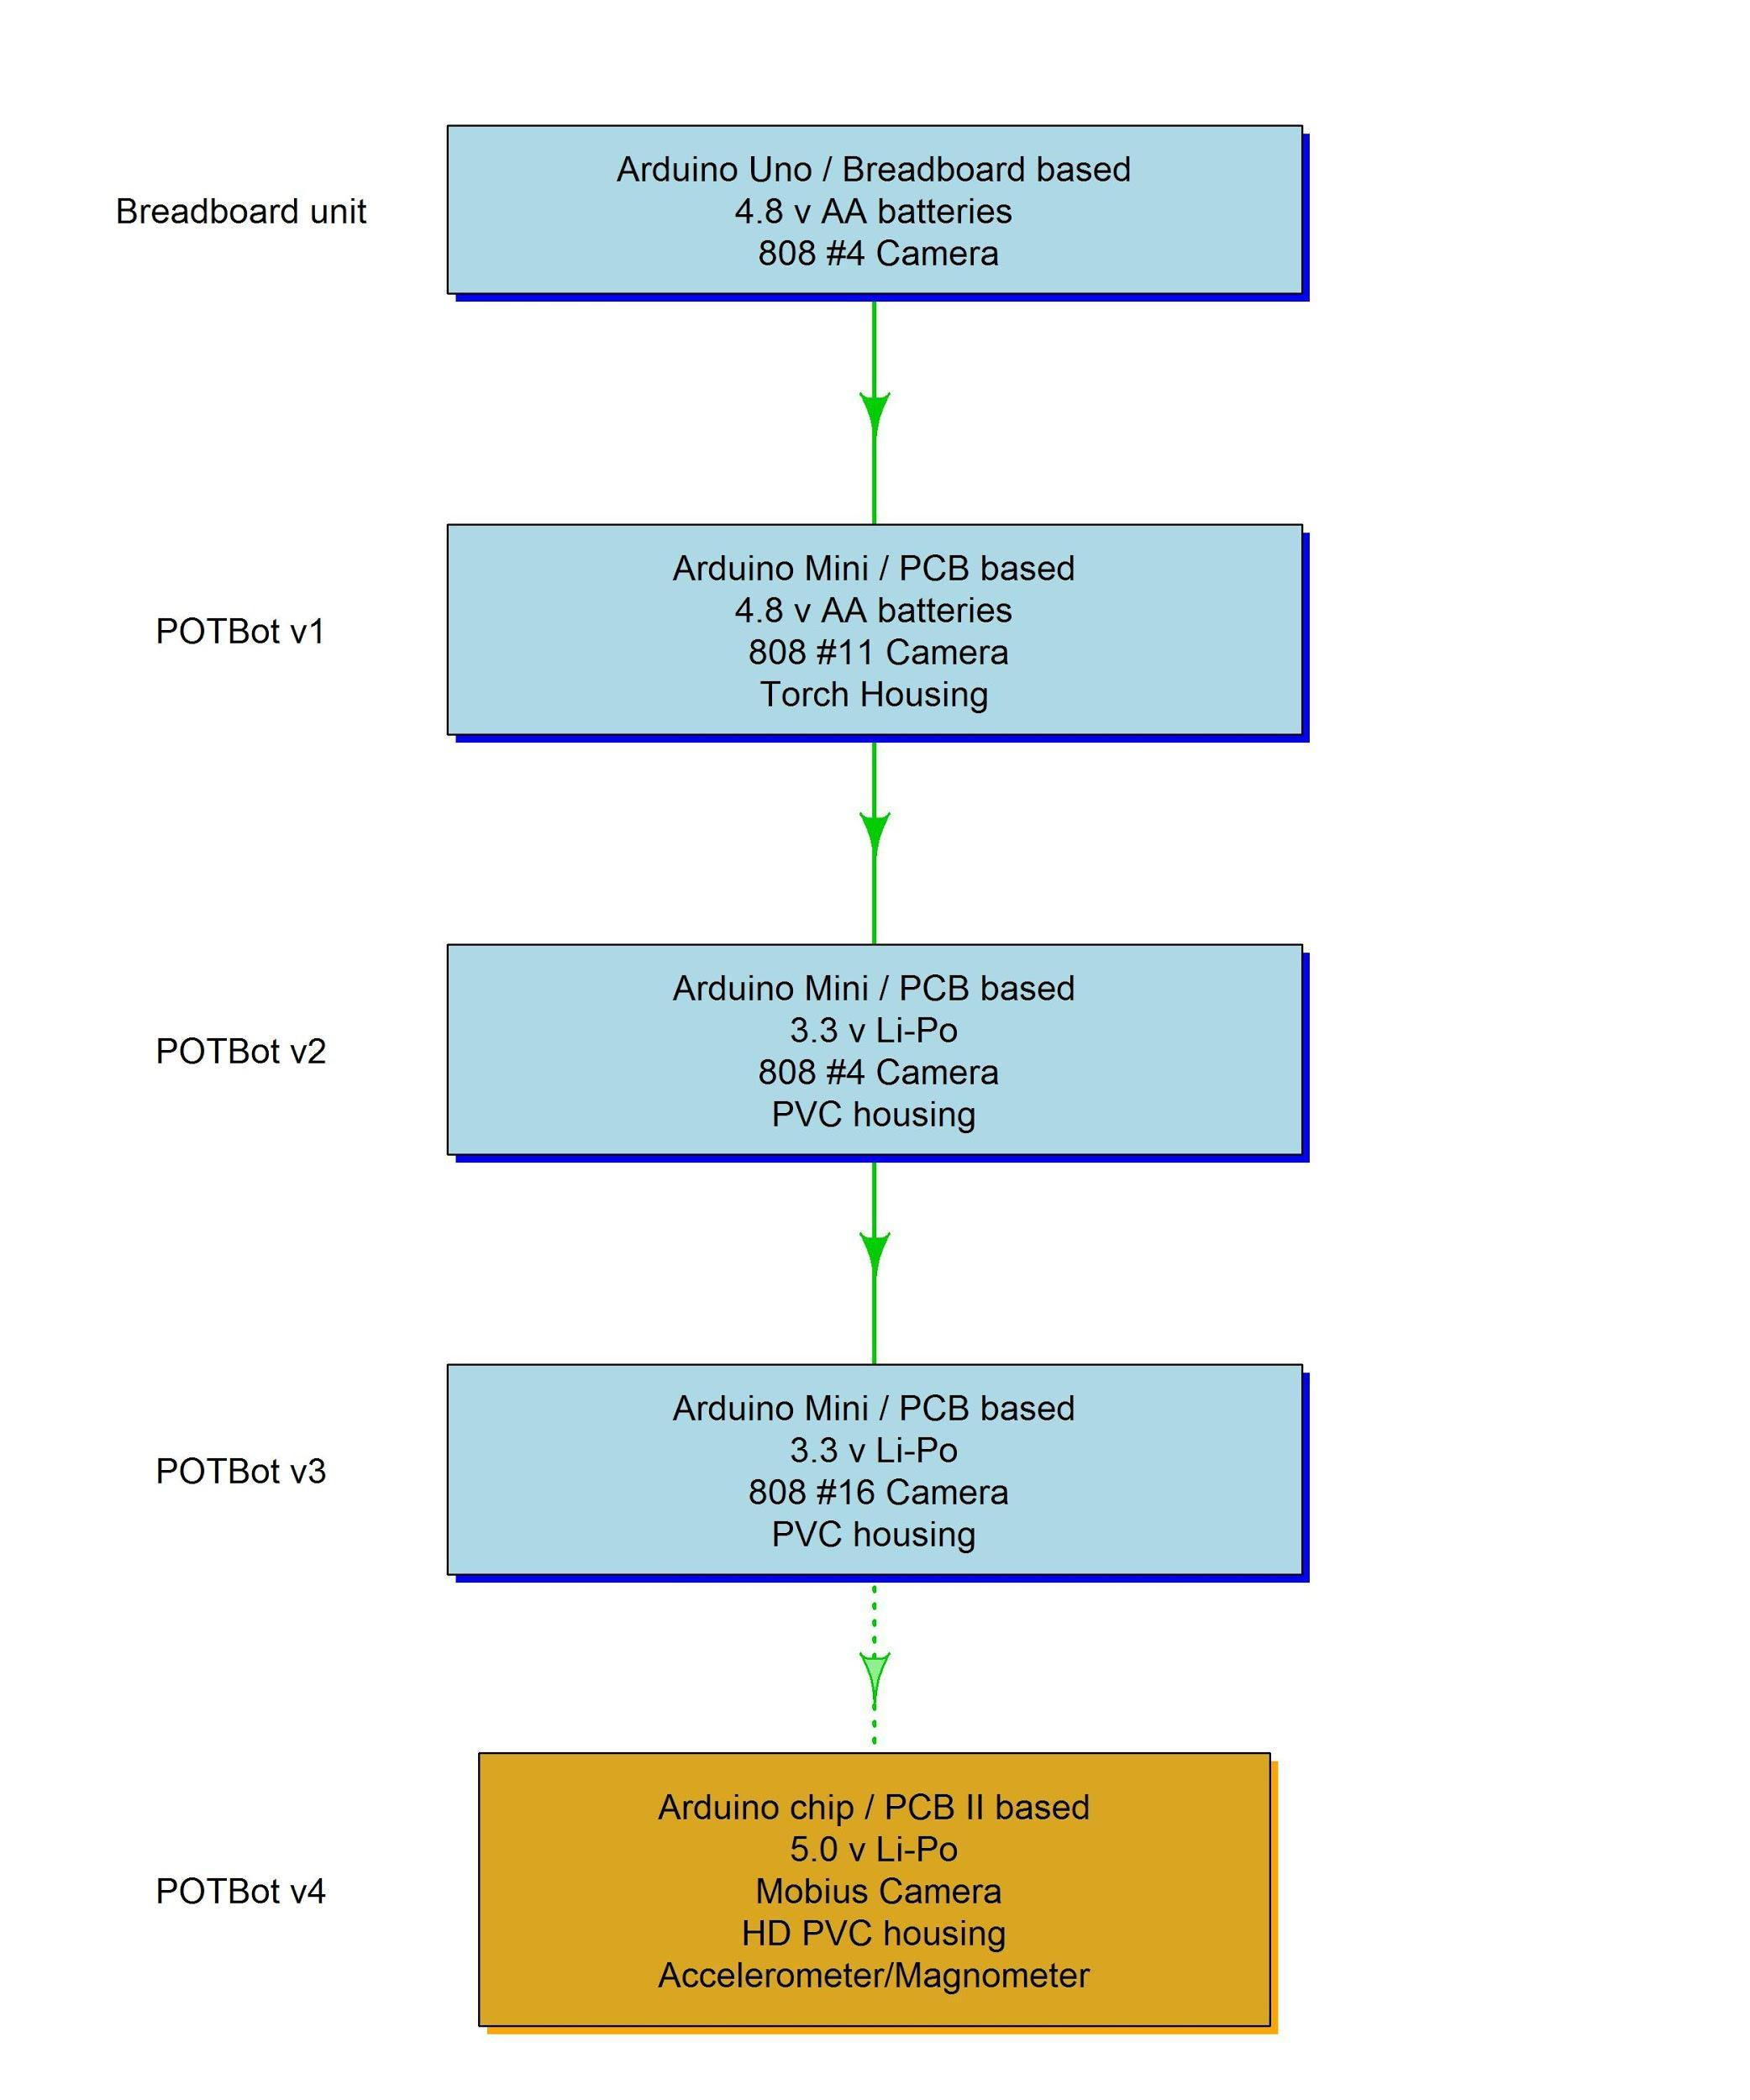 Breadboard unit
Arduino Uno / Breadboard based
4.8 v AA batteries
808 #4 Camera
POTBot v1
Arduino Mini / PCB based
4.8 v AA batteries
808 #11 Camera
Torch Housing
POTBot v2
Arduino Mini / PCB based
3.3 v Li-Po
808 #4 Camera
PVC housing
POTBot v3
Arduino Mini / PCB based
3.3 v Li-Po
808 #16 Camera
PVC housing
POTBot v4
Arduino chip / PCB II based
5.0 v Li-Po
Mobius Camera
HD PVC housing
Accelerometer/Magnometer